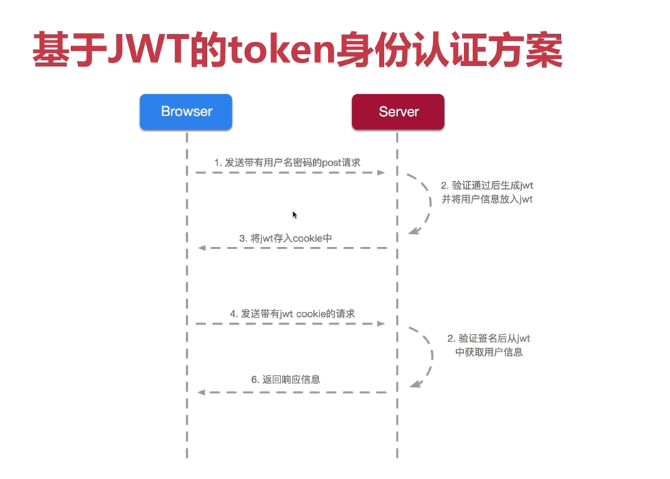 基于JWT的token身份认证方案
Browser
Server
1. 发送带有用户名密码的post请求
2. 验证通过后生成jwt
并将用户信息放入jwt
3. 将jwt存入cookie中
4. 发送带有jwt cookie的请求
2. 验证签名后从jwt
中获取用户信息
6. 返回响应信息